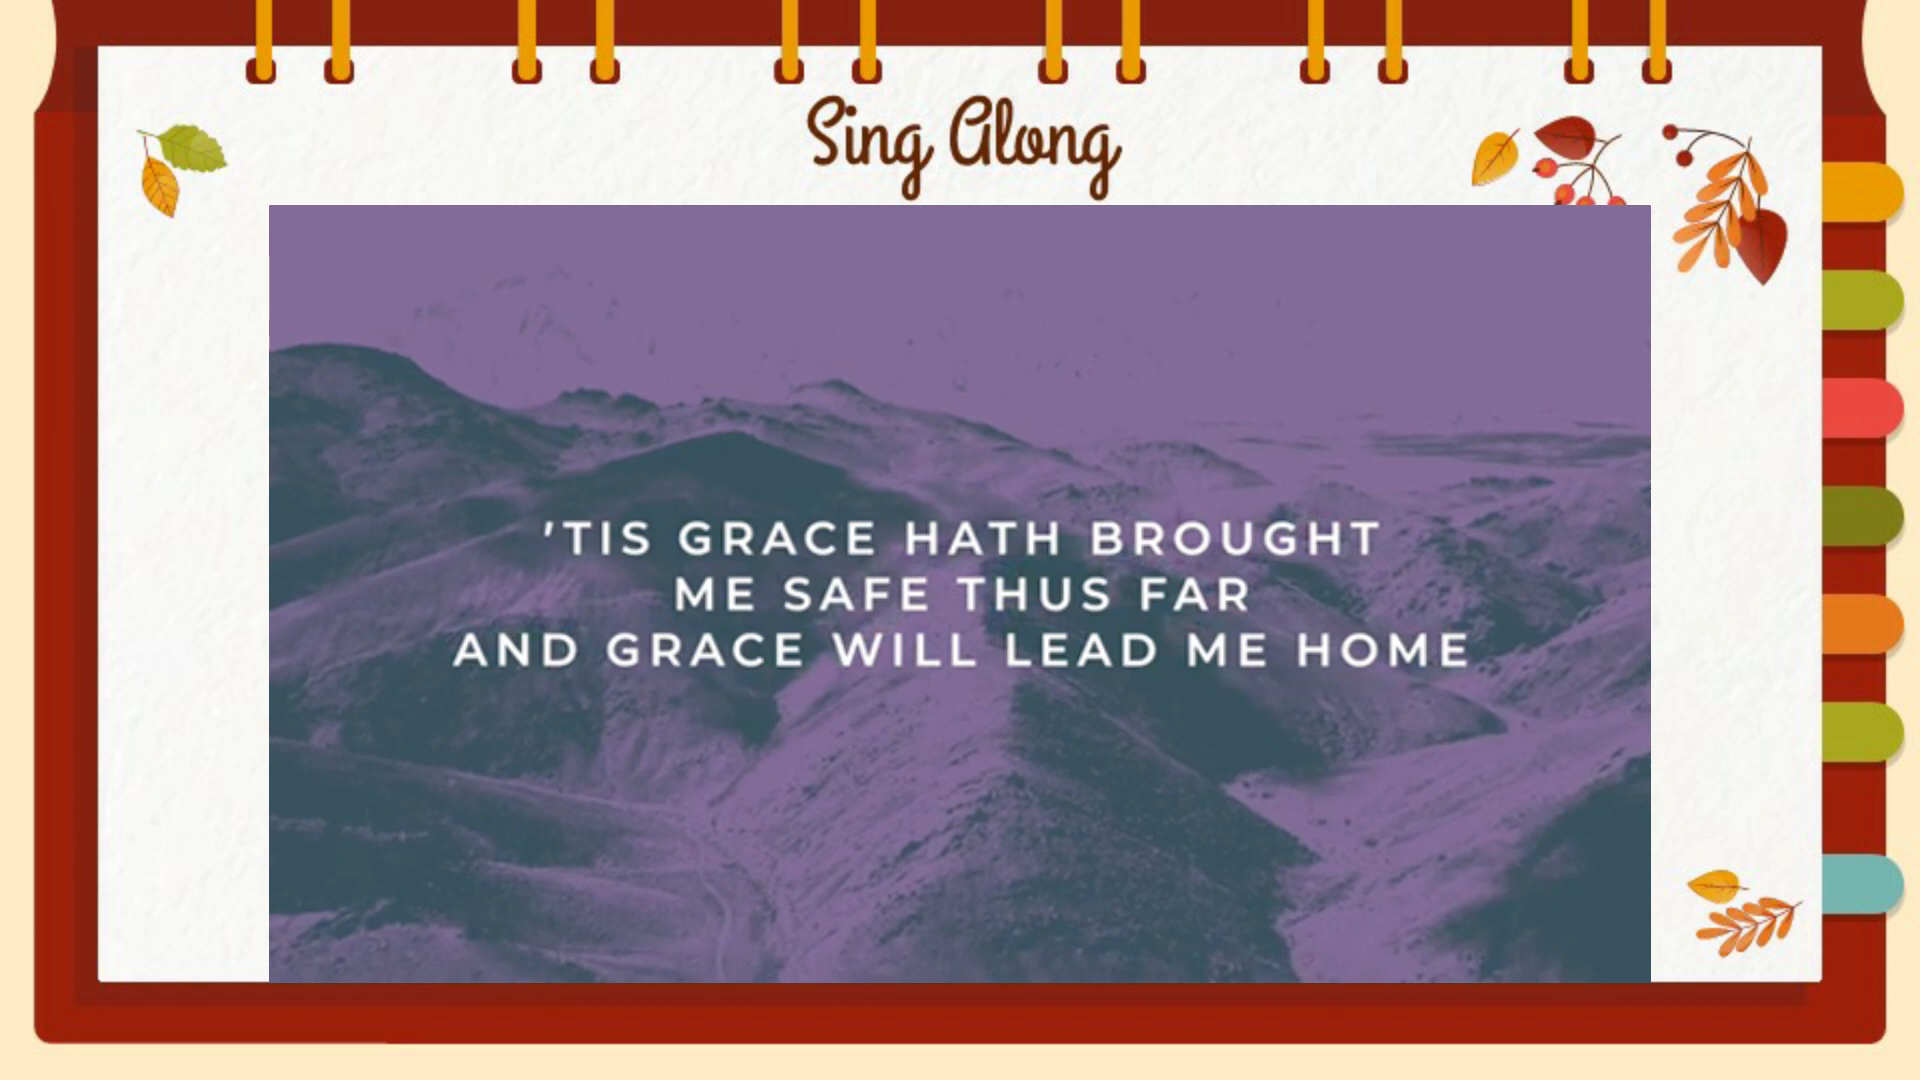 Sing Along
'TIS GRACE HATH BROUGHT
ME SAFE THUS FAR
AND GRACE WILL LEAD ME HOME